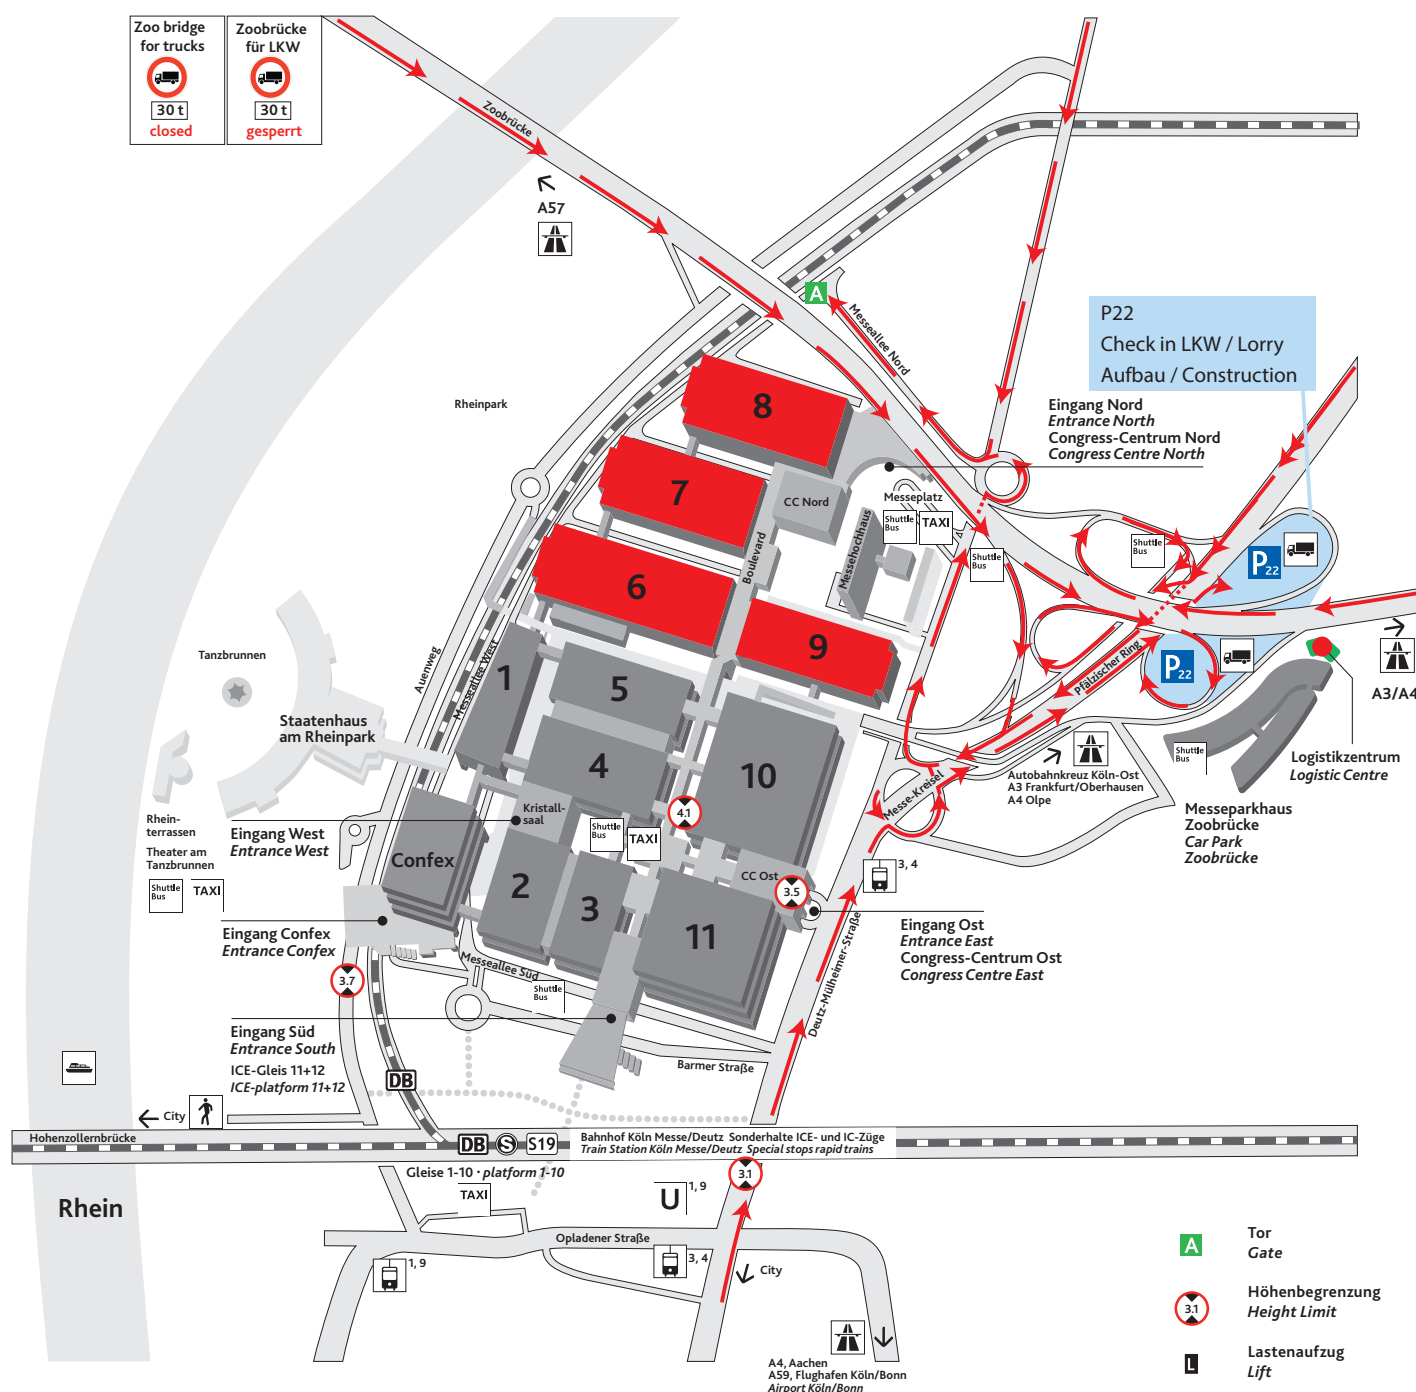 Zoo bridge
for trucks
30 t
closed
Zoobrücke
für LKW
30 t
gesperrt
Zoobrücke
A57
A
Messeallee Nord
P22
Check in LKW / Lorry
Aufbau / Construction
Eingang Nord
Entrance North
Congress-Centrum Nord
Congress Centre North
Rheinpark
8
7
CC Nord
Messeplatz
Shuttle
Bus
TAXI
Messehochhaus
Boulevard
6
9
Shuttle
Bus
Shuttle
Bus
P22
P22
Pfälzischer Ring
A3/A4
Tanzbrunnen
Auenweg
Messeallee West
1
5
Staatenhaus
am Rheinpark
4
10
Kristall-
saal
4.1
Shuttle
Bus
TAXI
Messe-Kreisel
Autobahnkreuz Köln-Ost
A3 Frankfurt/Oberhausen
A4 Olpe
Shuttle
Bus
Logistikzentrum
Logistic Centre
Messeparkhaus
Zoobrücke
Car Park
Zoobrücke
Rhein-
terrassen
Theater am
Tanzbrunnen
Shuttle
Bus
TAXI
Eingang West
Entrance West
Confex
2
3
11
CC Ost
3.5
3, 4
Eingang Confex
Entrance Confex
Eingang Ost
Entrance East
Congress-Centrum Ost
Congress Centre East
Deutz-Mülheimer-Straße
3.7
Messeallee Süd
Shuttle
Bus
Eingang Süd
Entrance South
ICE-Gleis 11+12
ICE-platform 11+12
Barmer Straße
DB
City
Hohenzollernbrücke
DB
S
S19
Bahnhof Köln Messe/Deutz Sonderhalte ICE- und IC-Züge
Train Station Köln Messe/Deutz Special stops rapid trains
Gleise 1-10 · platform 1-10
3.1
TAXI
U
1, 9
Rhein
Opladener Straße
1, 9
3, 4
City
A4, Aachen
A59, Flughafen Köln/Bonn
Airport Köln/Bonn
A
Tor
Gate
3.1
Höhenbegrenzung
Height Limit
L
Lastenaufzug
Lift